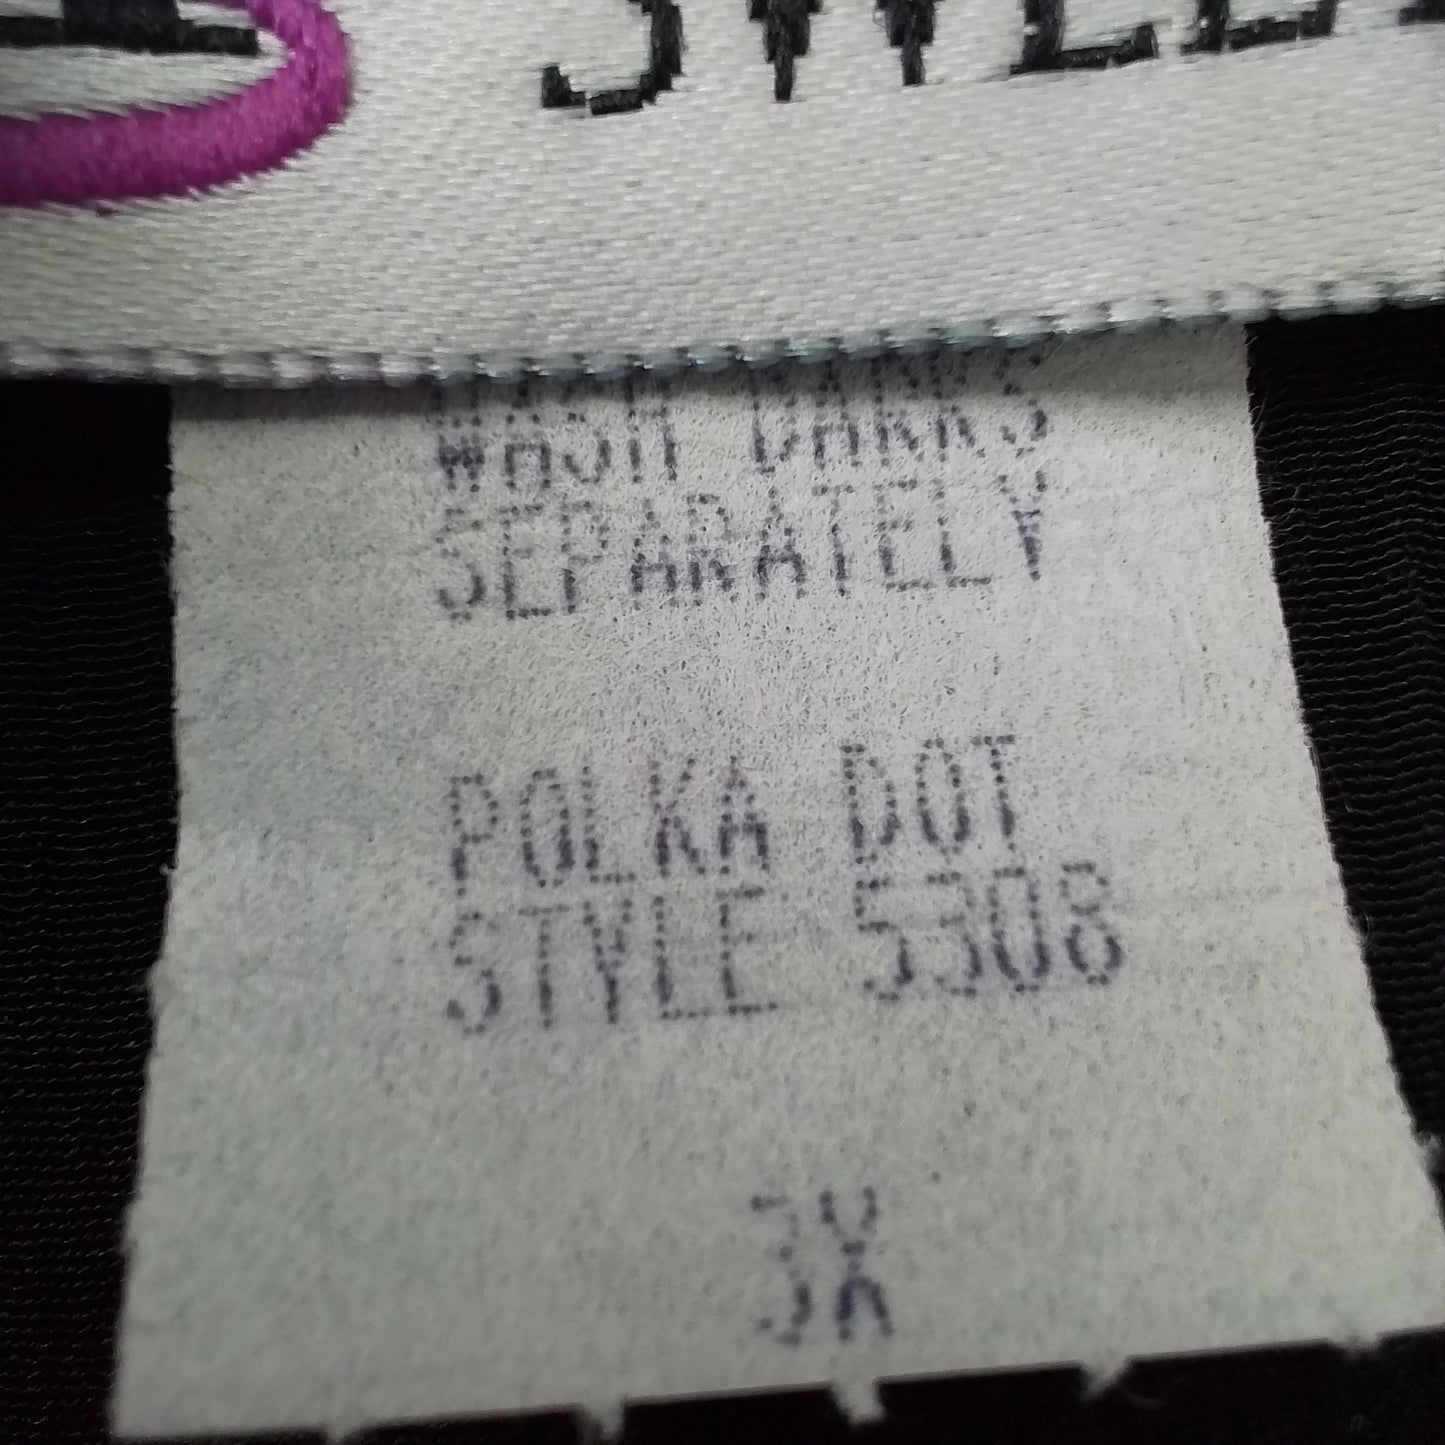 WASH DARKS
SEPARATELY
POLKA DOT
STYLE 5308
3X